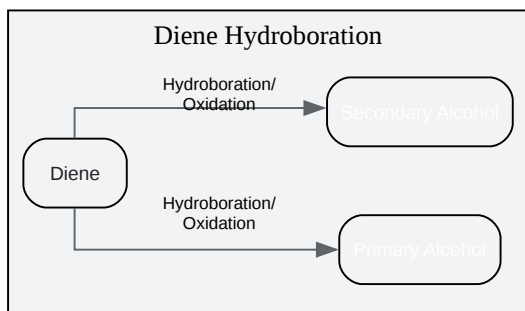 Diene Hydroboration
Hydroboration/
Oxidation
Secondary Alcohol
Diene
Hydroboration/
Oxidation
Primary Alcohol